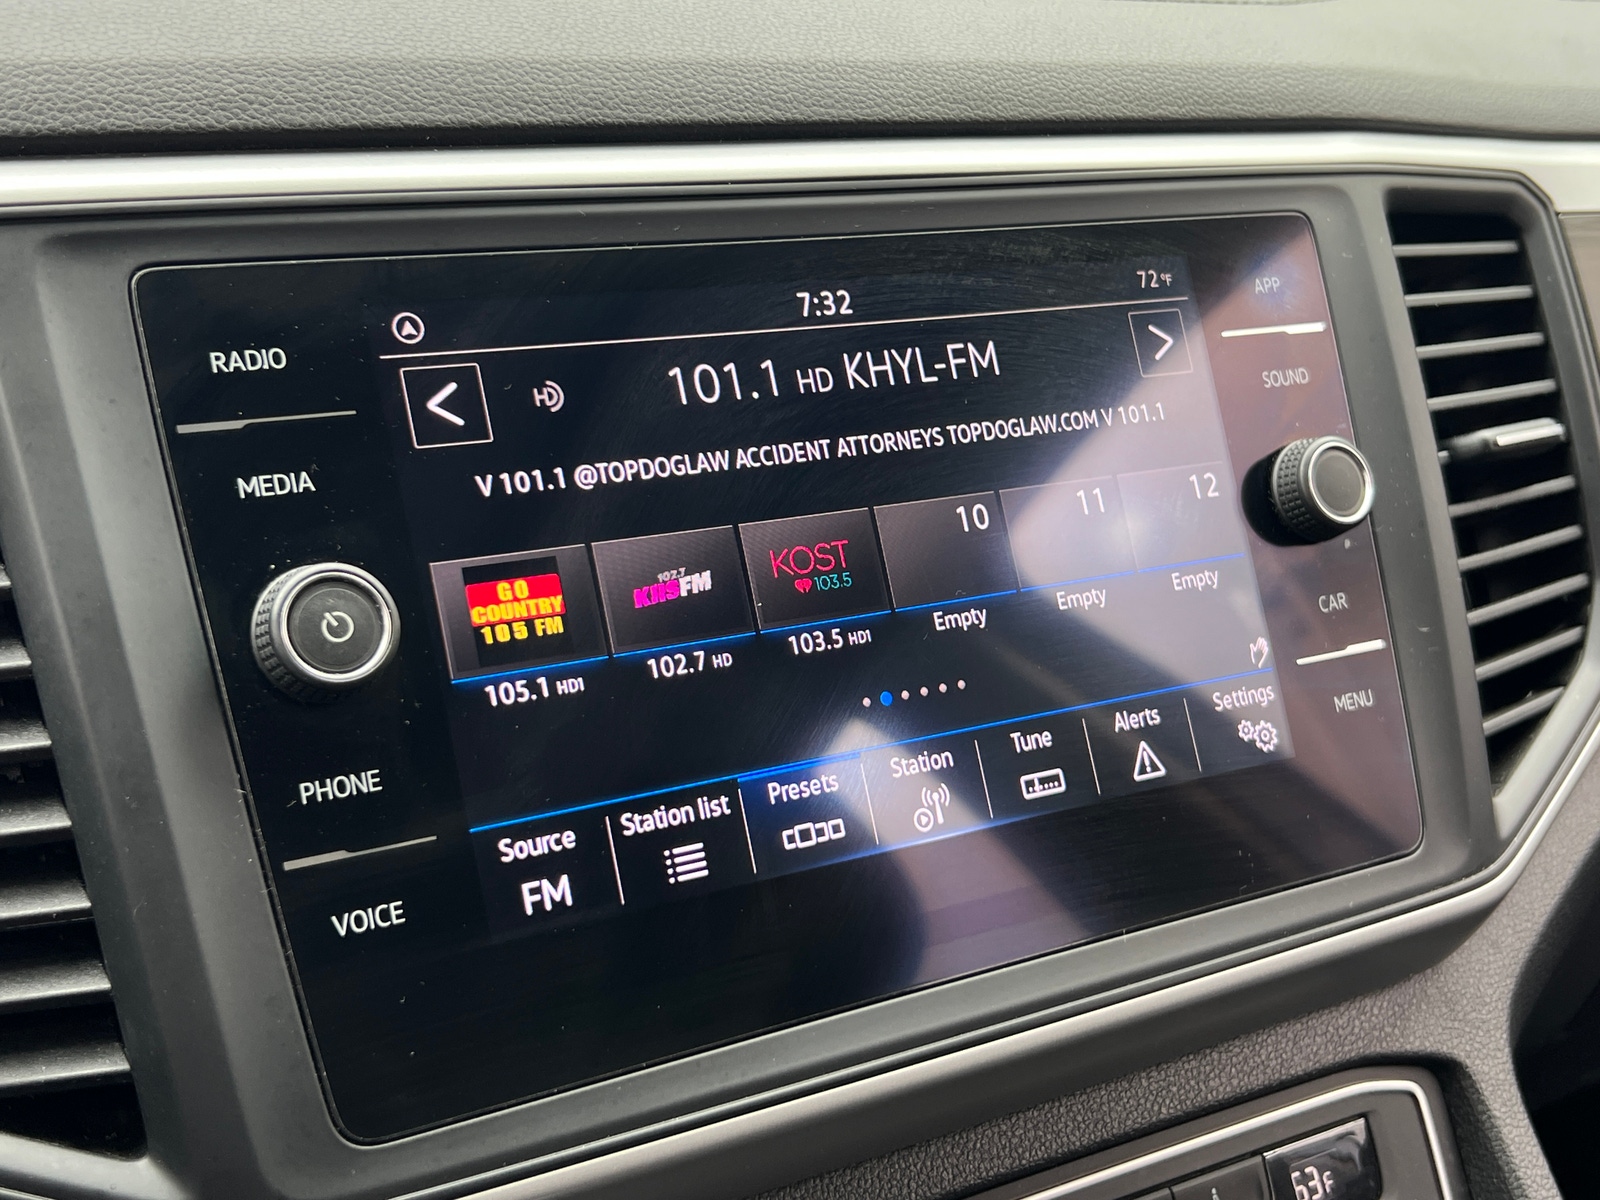 7:32
72°F
RADIO
MEDIA
PHONE
VOICE
APP
SOUND
CAR
MENU
HD
101.1 HD KHYL-FM
V 101.1 @TOPDOGLAW ACCIDENT ATTORNEYS TOPDOGLAW.COM V 101.1
GO
COUNTRY
105 FM
105.1 HD1
102.7
KIISFM
102.7 HD
KOST
103.5
103.5 HD1
10
Empty
11
Empty
12
Empty
Source
FM
Station list
Presets
Station
Tune
Alerts
Settings
63°F